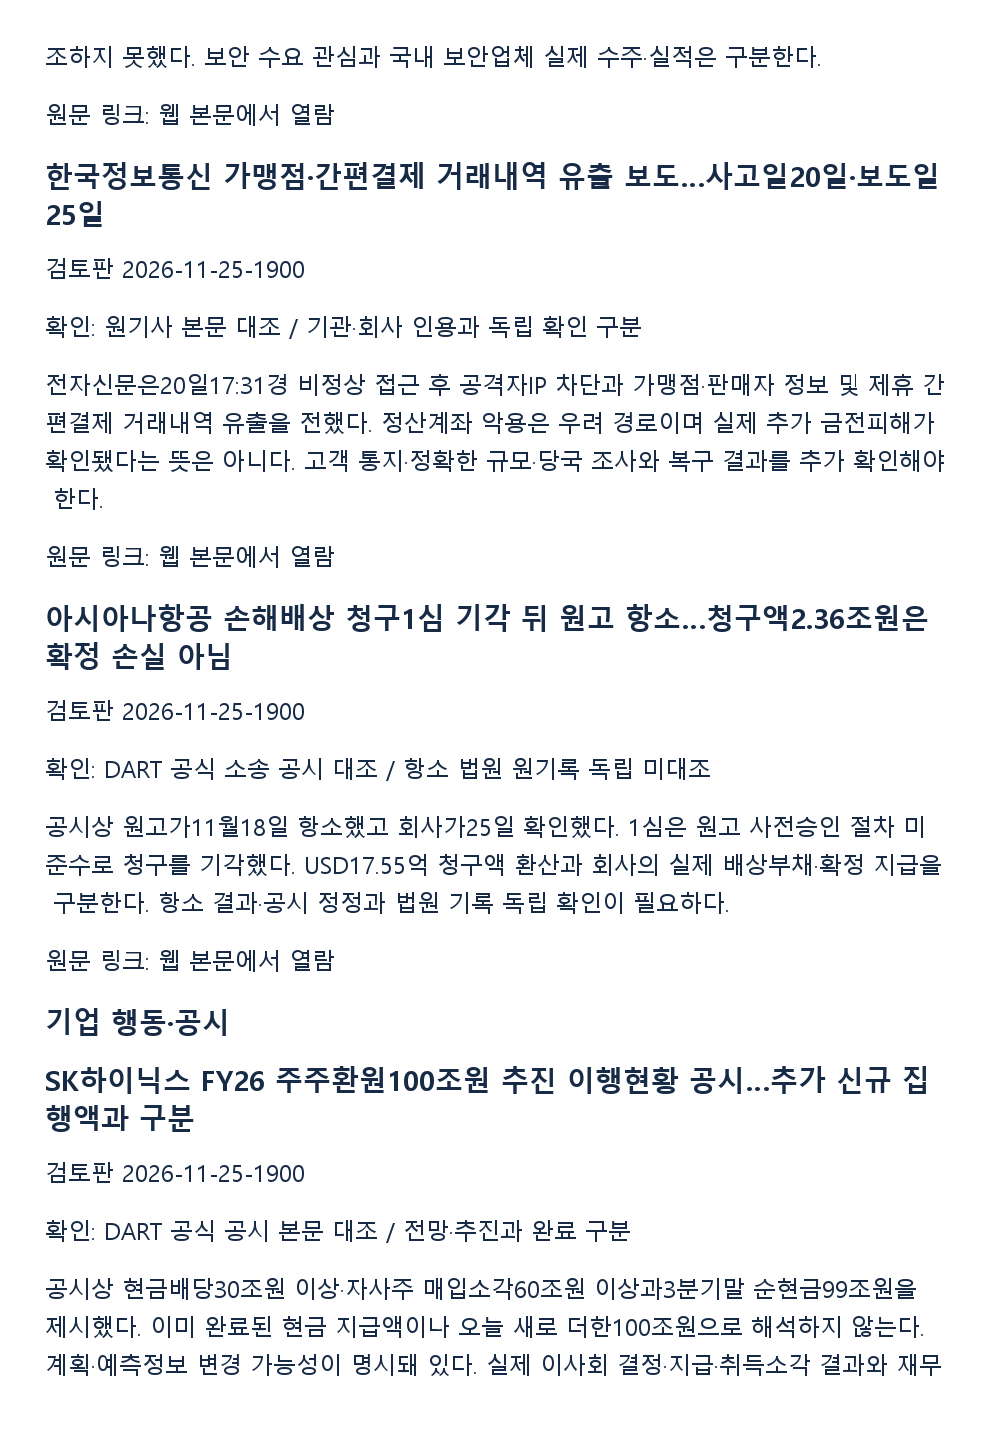 조하지 못했다. 보안 수요 관심과 국내 보안업체 실제 수주·실적은 구분한다.
원문 링크: 웹 본문에서 열람
한국정보통신 가맹점·간편결제 거래내역 유출 보도...사고일20일·보도일
25일
검토판 2026-11-25-1900
확인: 원기사 본문 대조 / 기관·회사 인용과 독립 확인 구분
전자신문은20일17:31경 비정상 접근 후 공격자IP 차단과 가맹점·판매자 정보 및 제휴 간
편결제 거래내역 유출을 전했다. 정산계좌 악용은 우려 경로이며 실제 추가 금전피해가
확인됐다는 뜻은 아니다. 고객 통지·정확한 규모·당국 조사와 복구 결과를 추가 확인해야
한다.
원문 링크: 웹 본문에서 열람
아시아나항공 손해배상 청구1심 기각 뒤 원고 항소...청구액2.36조원은
확정 손실 아님
검토판 2026-11-25-1900
확인: DART 공식 소송 공시 대조 / 항소 법원 원기록 독립 미대조
공시상 원고가11월18일 항소했고 회사가25일 확인했다. 1심은 원고 사전승인 절차 미
준수로 청구를 기각했다. USD17.55억 청구액 환산과 회사의 실제 배상부채·확정 지급을
구분한다. 항소 결과·공시 정정과 법원 기록 독립 확인이 필요하다.
원문 링크: 웹 본문에서 열람
기업 행동·공시
SK하이닉스 FY26 주주환원100조원 추진 이행현황 공시...추가 신규 집
행액과 구분
검토판 2026-11-25-1900
확인: DART 공식 공시 본문 대조 / 전망·추진과 완료 구분
공시상 현금배당30조원 이상·자사주 매입소각60조원 이상과3분기말 순현금99조원을
제시했다. 이미 완료된 현금 지급액이나 오늘 새로 더한100조원으로 해석하지 않는다.
계획·예측정보 변경 가능성이 명시돼 있다. 실제 이사회 결정·지급·취득소각 결과와 재무